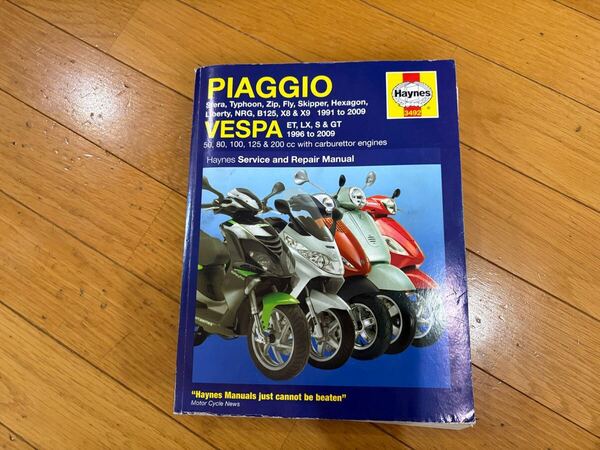 PIAGGIO
Sfera, Typhoon, Zip, Fly, Skipper, Hexagon,
Liberty, NRG, B125, X8 & X9 1991 to 2009
VESPA ET, LX, S & GT
1996 to 2009
50, 80, 100, 125 & 200 cc with carburettor engines
Haynes Service and Repair Manual
Haynes
3492
"Haynes Manuals just cannot be beaten"
Motor Cycle News